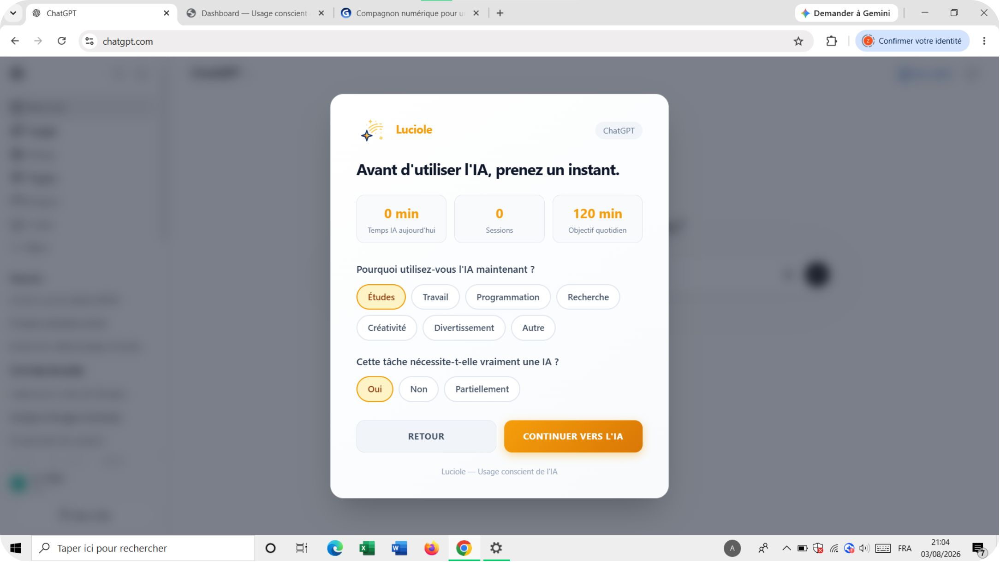 ChatGPT
Dashboard — Usage conscient
Compagnon numérique pour
Demander à Gemini
chatgpt.com
Confirmer votre identité
Luciole
ChatGPT
Avant d'utiliser l'IA, prenez un instant.
0 min
Temps IA aujourd'hui
0
Sessions
120 min
Objectif quotidien
Pourquoi utilisez-vous l'IA maintenant ?
Études
Travail
Programmation
Recherche
Créativité
Divertissement
Autre
Cette tâche nécessite-t-elle vraiment une IA ?
Oui
Non
Partiellement
RETOUR
CONTINUER VERS L'IA
Luciole — Usage conscient de l'IA
Taper ici pour rechercher
A
FRA
21:04
03/08/2026
7